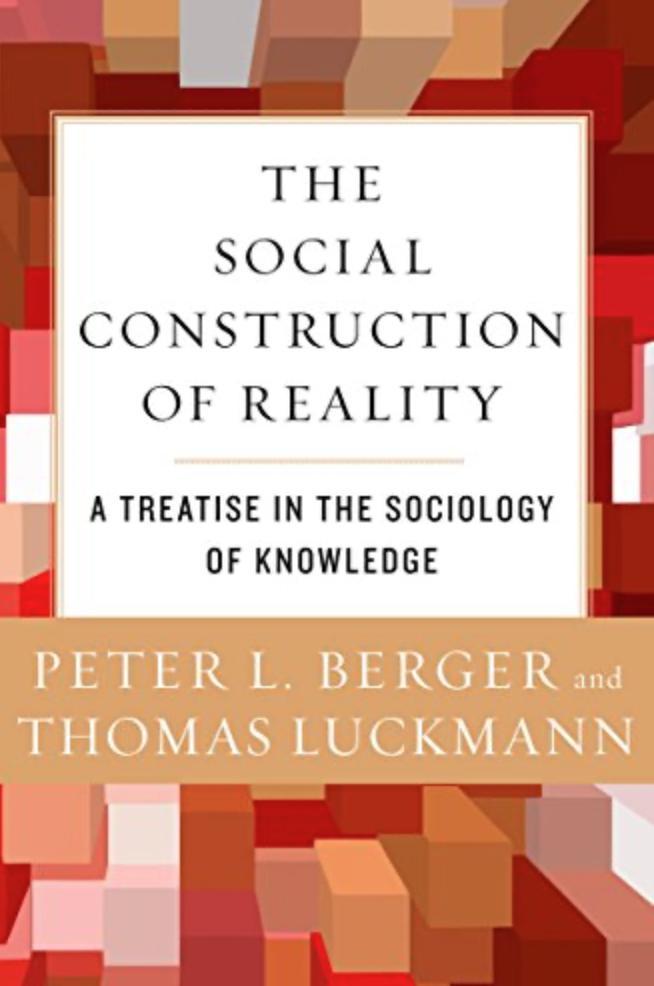 THE
SOCIAL
CONSTRUCTION
OF REALITY
A TREATISE IN THE SOCIOLOGY
OF KNOWLEDGE
PETER L. BERGER and
THOMAS LUCKMANN